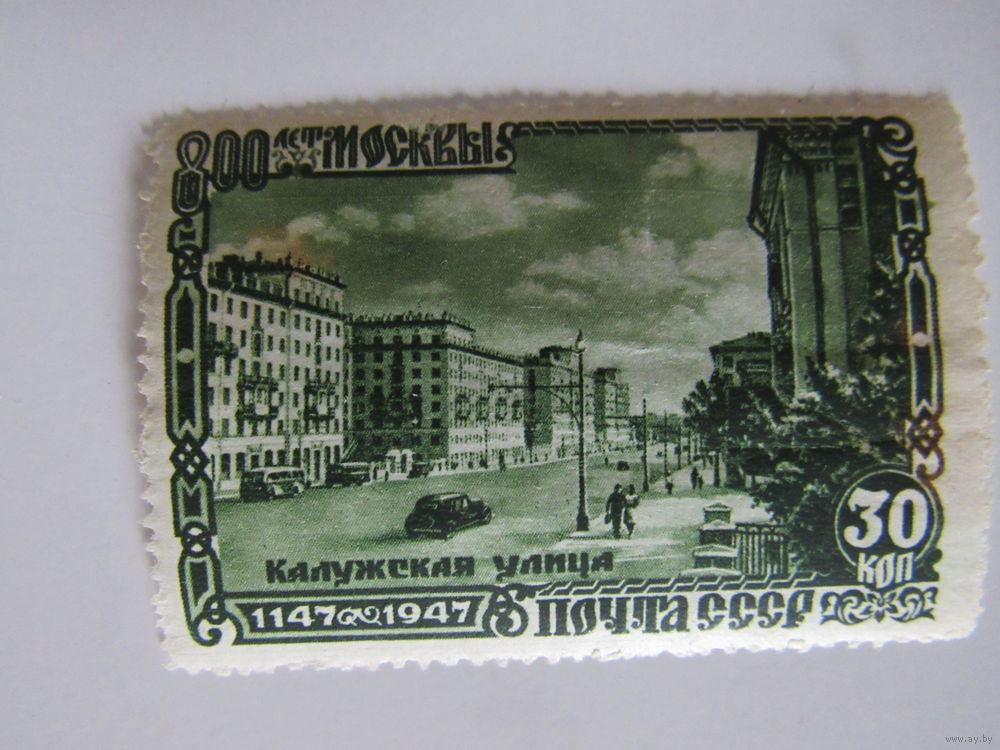 800 ЛЕТ МОСКВЫ
КАЛУЖСКАЯ УЛИЦА
30
КОП
1147 1947
ПОЧТА СССР
www.ay.by